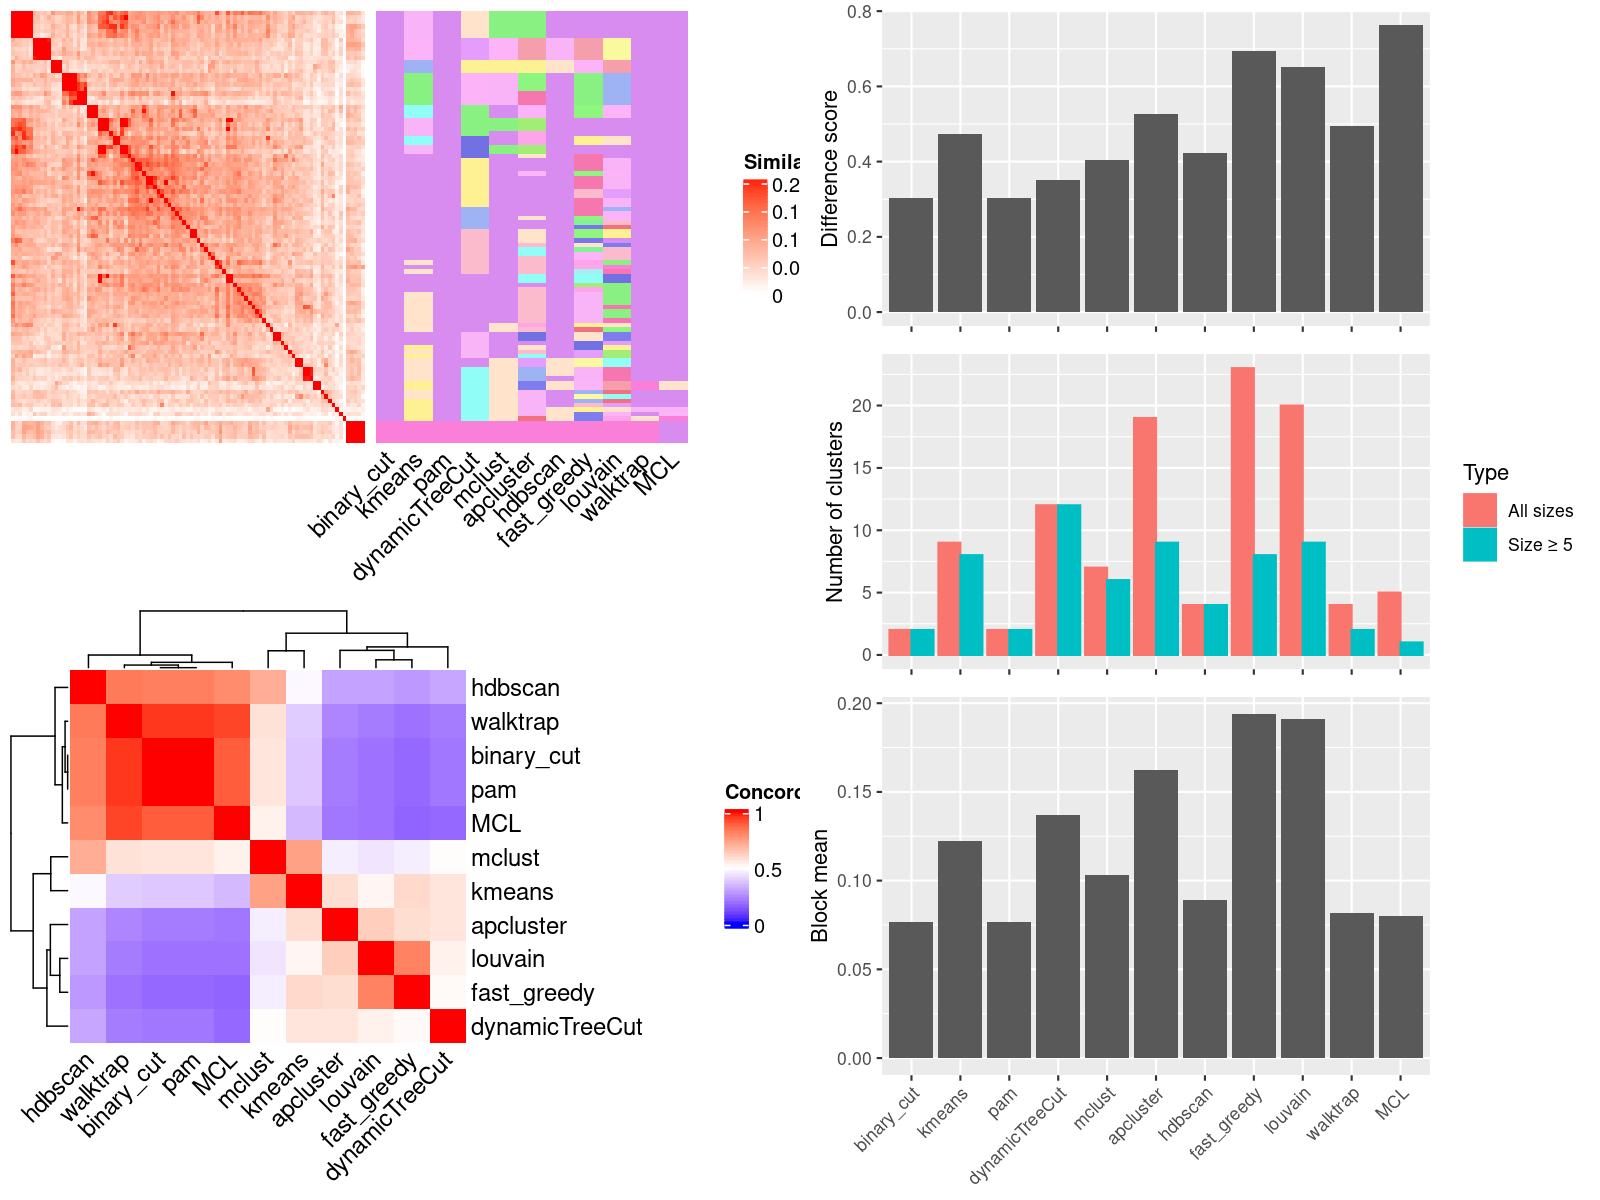 Simila
0.2
0.1
0.1
0.0
0
binary_cut
kmeans
pam
dynamicTreeCut
mclust
apcluster
hdbscan
fast_greedy
louvain
walktrap
MCL
hdbscan
walktrap
binary_cut
pam
MCL
mclust
kmeans
apcluster
louvain
fast_greedy
dynamicTreeCut
hdbscan
walktrap
binary_cut
pam
MCL
mclust
kmeans
apcluster
louvain
fast_greedy
dynamicTreeCut
Concord
1
0.5
0
Difference score
0.8
0.6
0.4
0.2
0.0
Number of clusters
20
15
10
5
0
Type
All sizes
Size ≥ 5
Block mean
0.20
0.15
0.10
0.05
0.00
binary_cut
kmeans
pam
dynamicTreeCut
mclust
apcluster
hdbscan
fast_greedy
louvain
walktrap
MCL